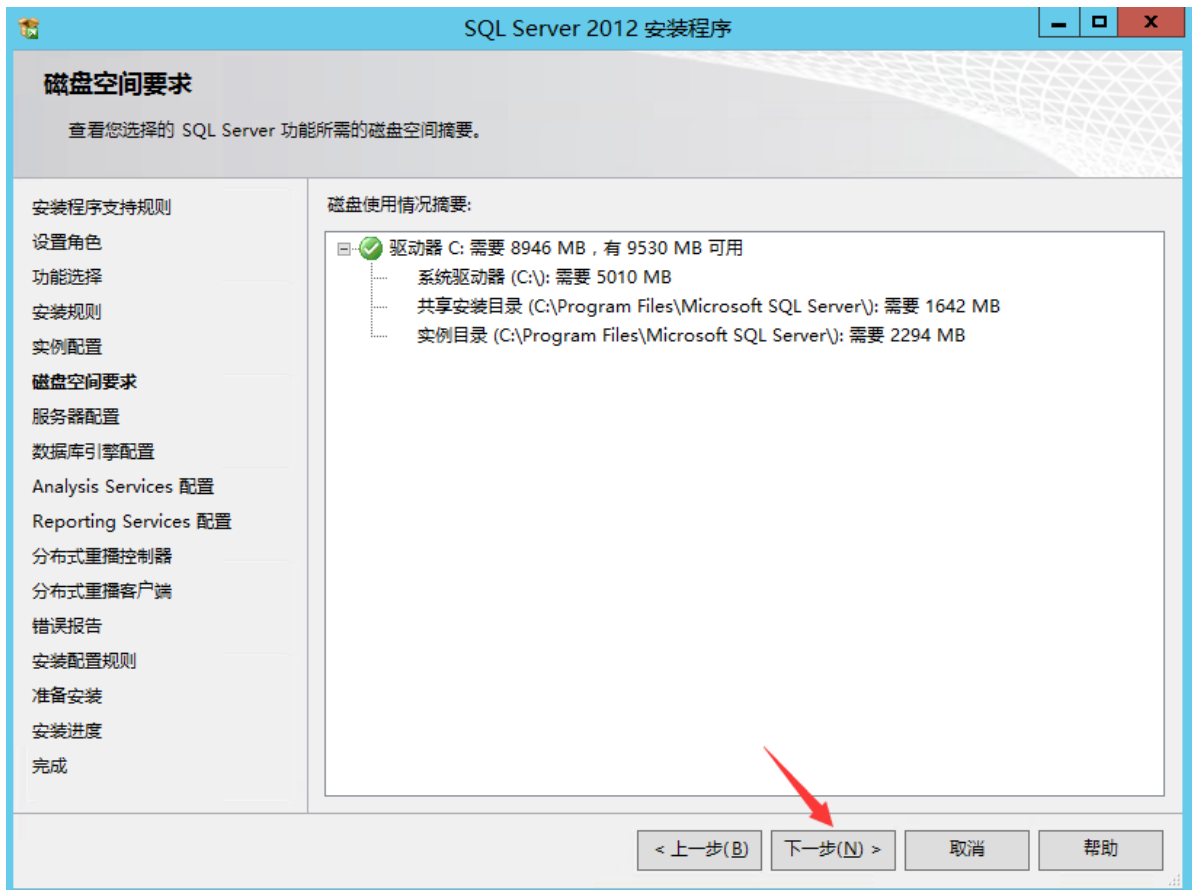 SQL Server 2012 安装程序
磁盘空间要求
查看您选择的 SQL Server 功能所需的磁盘空间摘要。
安装程序支持规则
设置角色
功能选择
安装规则
实例配置
磁盘空间要求
服务器配置
数据库引擎配置
Analysis Services 配置
Reporting Services 配置
分布式重播控制器
分布式重播客户端
错误报告
安装配置规则
准备安装
安装进度
完成
磁盘使用情况摘要:
驱动器 C: 需要 8946 MB，有 9530 MB 可用
系统驱动器 (C:\): 需要 5010 MB
共享安装目录 (C:\Program Files\Microsoft SQL Server\): 需要 1642 MB
实例目录 (C:\Program Files\Microsoft SQL Server\): 需要 2294 MB
< 上一步(B) 下一步(N) > 取消 帮助